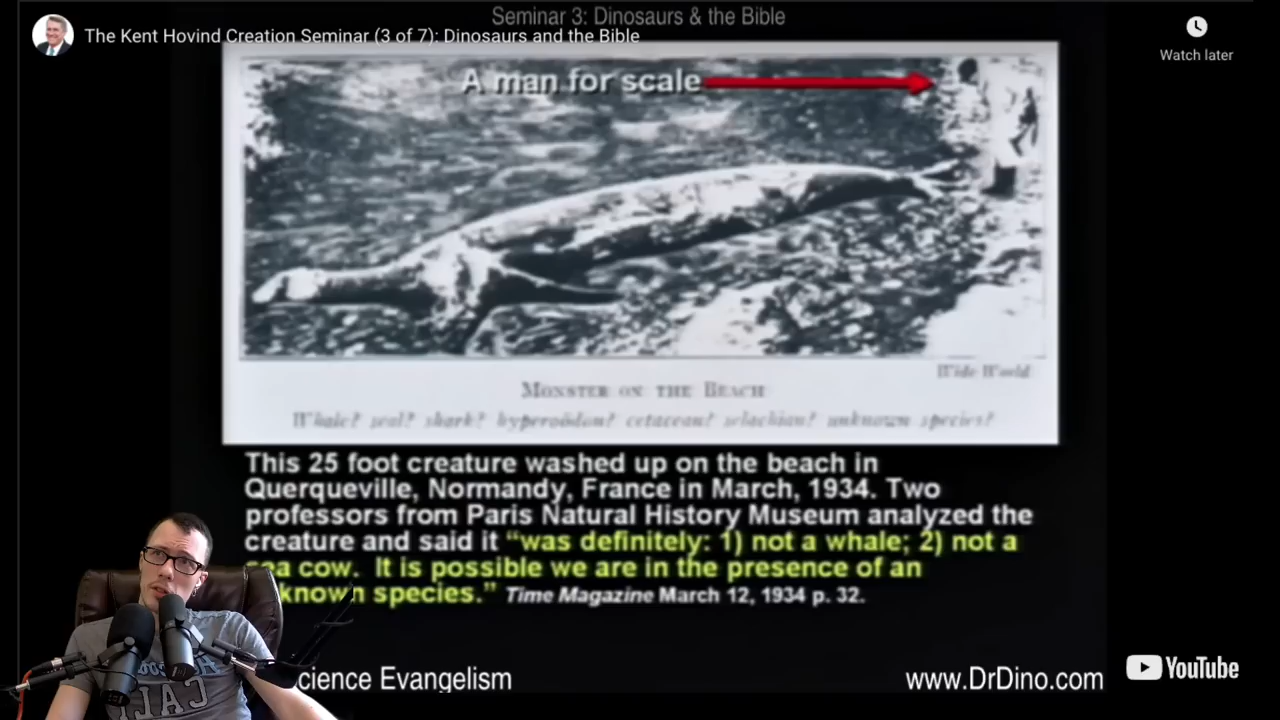 Seminar 3: Dinosaurs & the Bible
The Kent Hovind Creation Seminar (3 of 7): Dinosaurs and the Bible
Watch later
A man for scale
Wide World
MONSTER ON THE BEACH
Whale? seal? shark? hyperoödon? cetacean? selachian? unknown species?
This 25 foot creature washed up on the beach in
Querqueville, Normandy, France in March, 1934. Two
professors from Paris Natural History Museum analyzed the
creature and said it “was definitely: 1) not a whale; 2) not a
sea cow. It is possible we are in the presence of an
known species.” Time Magazine March 12, 1934 p. 32.
cience Evangelism
www.DrDino.com
YouTube
CAL